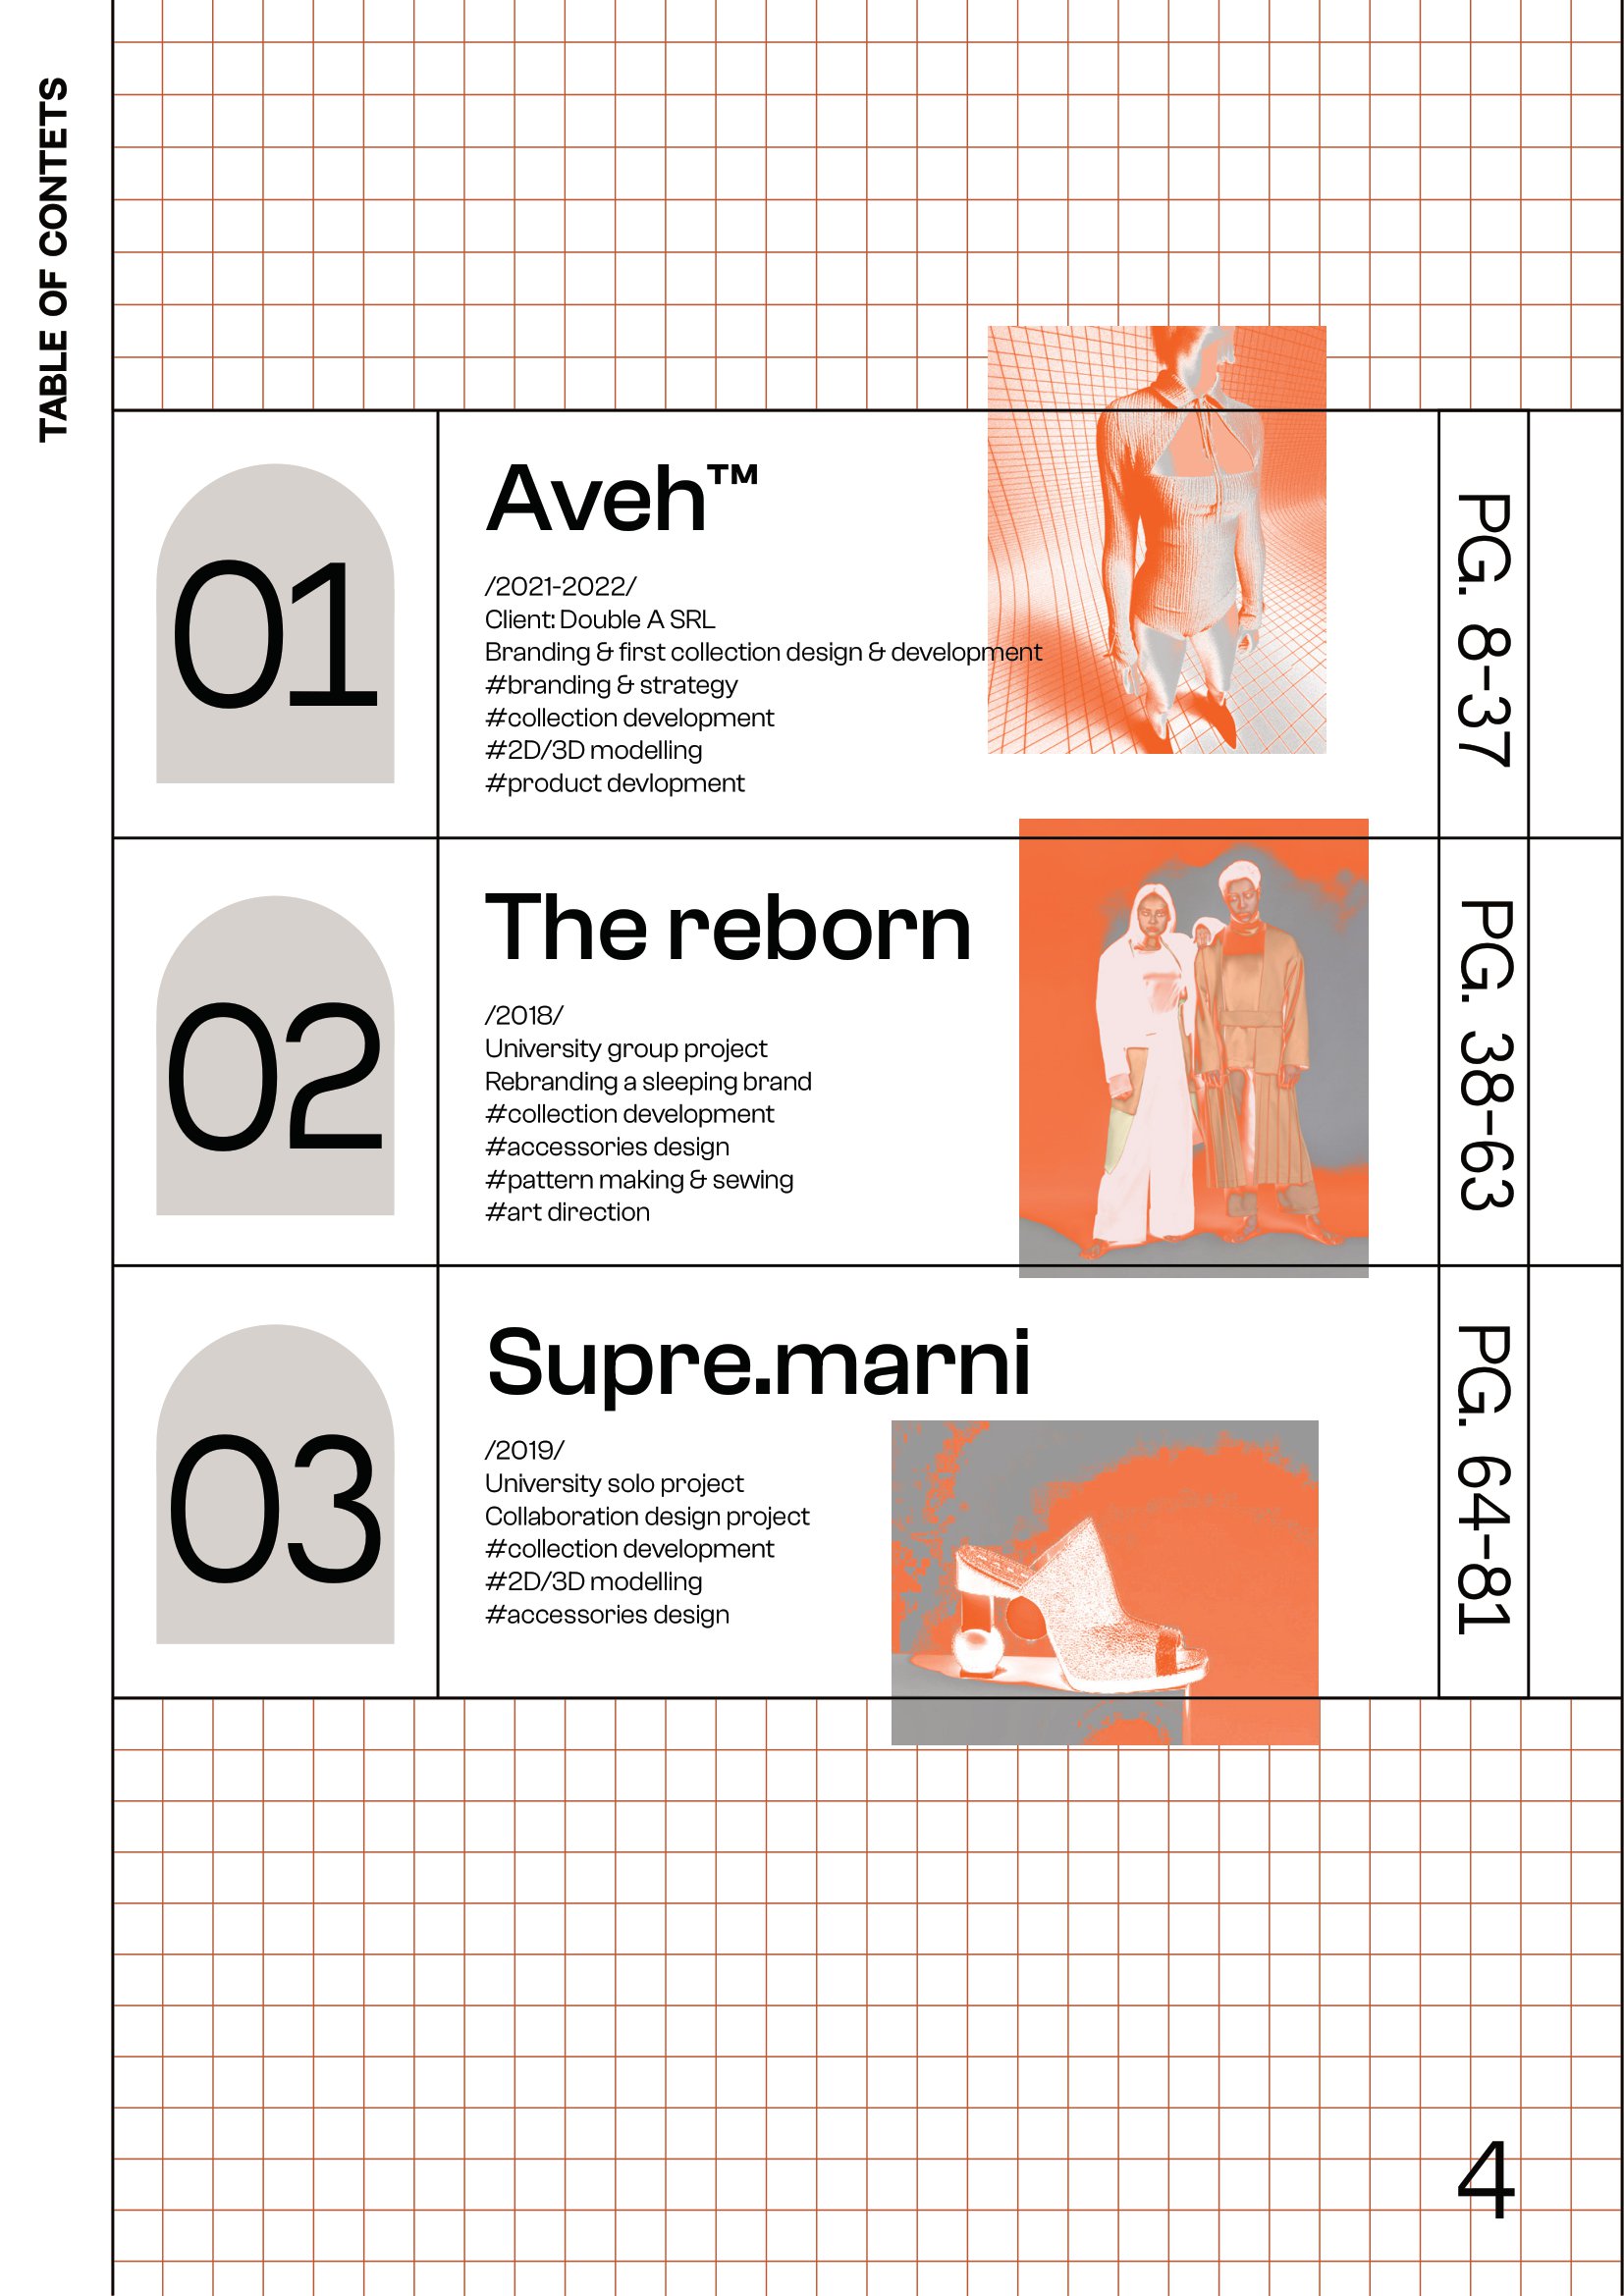 TABLE OF CONTETS
01
Aveh™
/2021-2022/
Client: Double A SRL
Branding & first collection design & development
#branding & strategy
#collection development
#2D/3D modelling
#product devlopment
PG. 8-37
02
The reborn
/2018/
University group project
Rebranding a sleeping brand
#collection development
#accessories design
#pattern making & sewing
#art direction
PG. 38-63
03
Supre.marni
/2019/
University solo project
Collaboration design project
#collection development
#2D/3D modelling
#accessories design
PG. 64-81
4